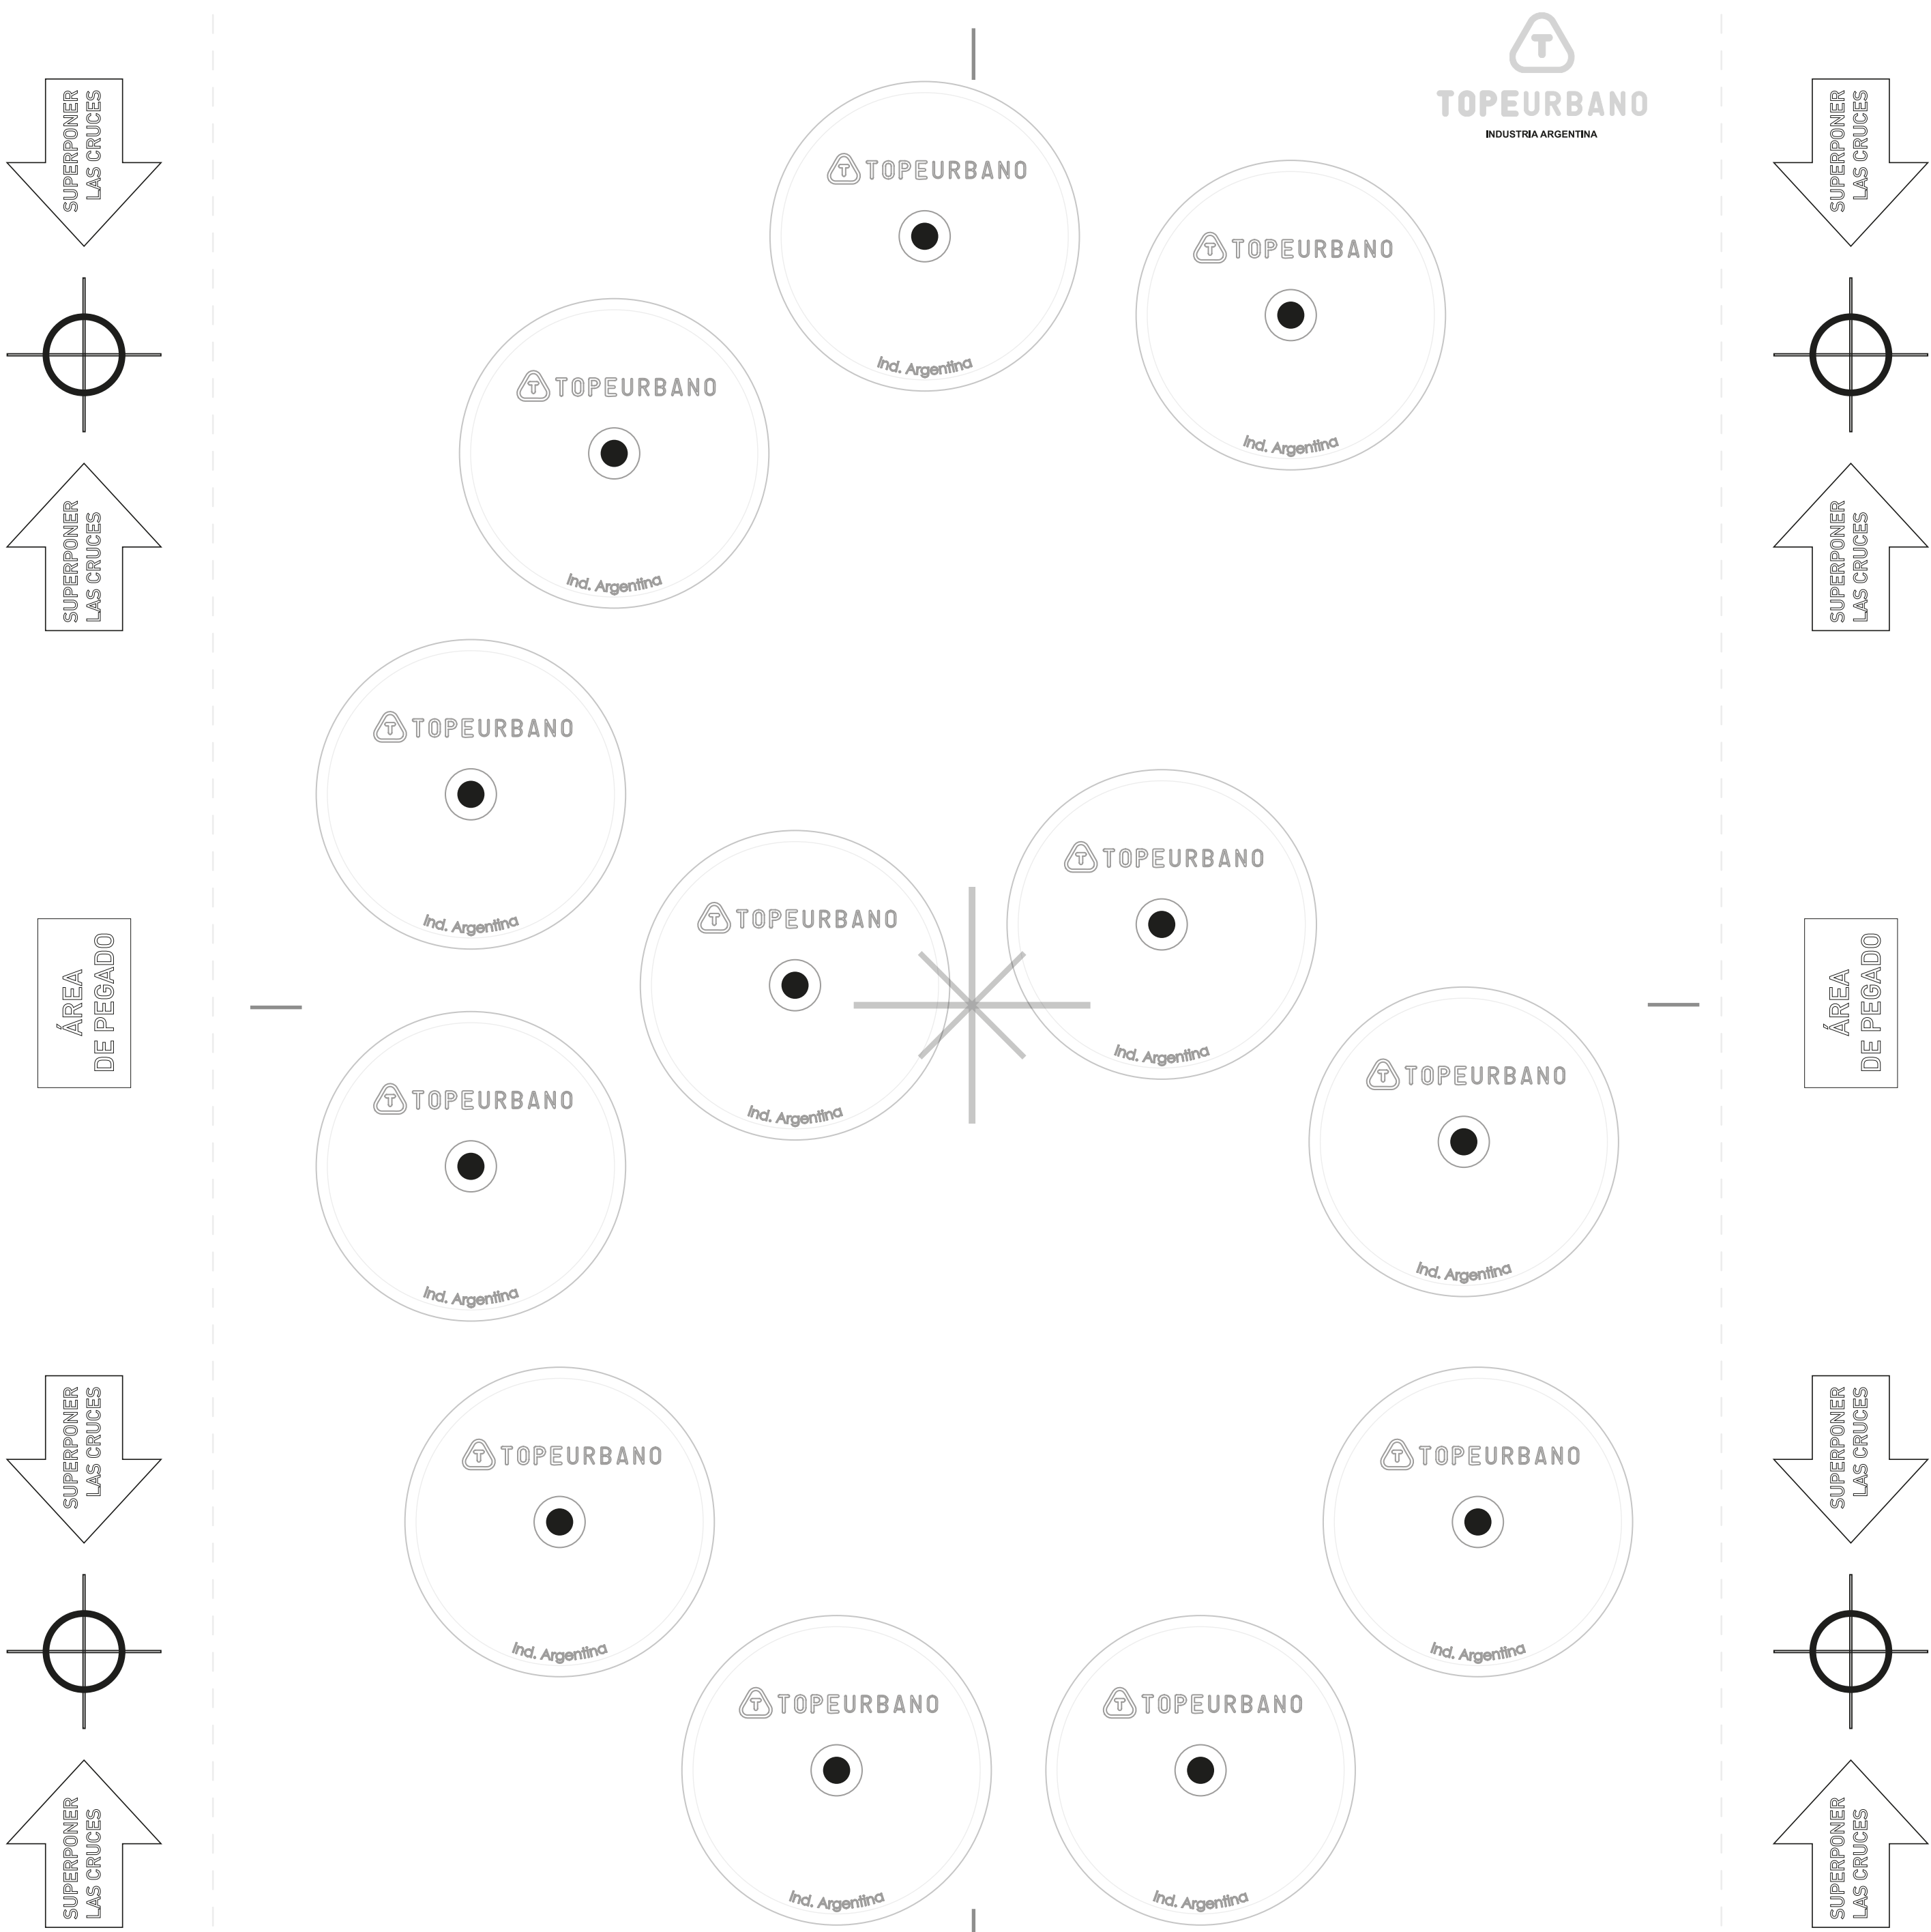 TOPEURBANO
INDUSTRIA ARGENTINA
SUPERPONER
LAS CRUCES
SUPERPONER
LAS CRUCES
TOPEURBANO
Ind. Argentina
TOPEURBANO
Ind. Argentina
TOPEURBANO
Ind. Argentina
SUPERPONER
LAS CRUCES
SUPERPONER
LAS CRUCES
TOPEURBANO
Ind. Argentina
TOPEURBANO
Ind. Argentina
TOPEURBANO
Ind. Argentina
ÁREA
DE PEGADO
ÁREA
DE PEGADO
TOPEURBANO
Ind. Argentina
TOPEURBANO
Ind. Argentina
SUPERPONER
LAS CRUCES
SUPERPONER
LAS CRUCES
TOPEURBANO
Ind. Argentina
TOPEURBANO
Ind. Argentina
TOPEURBANO
Ind. Argentina
TOPEURBANO
Ind. Argentina
SUPERPONER
LAS CRUCES
SUPERPONER
LAS CRUCES